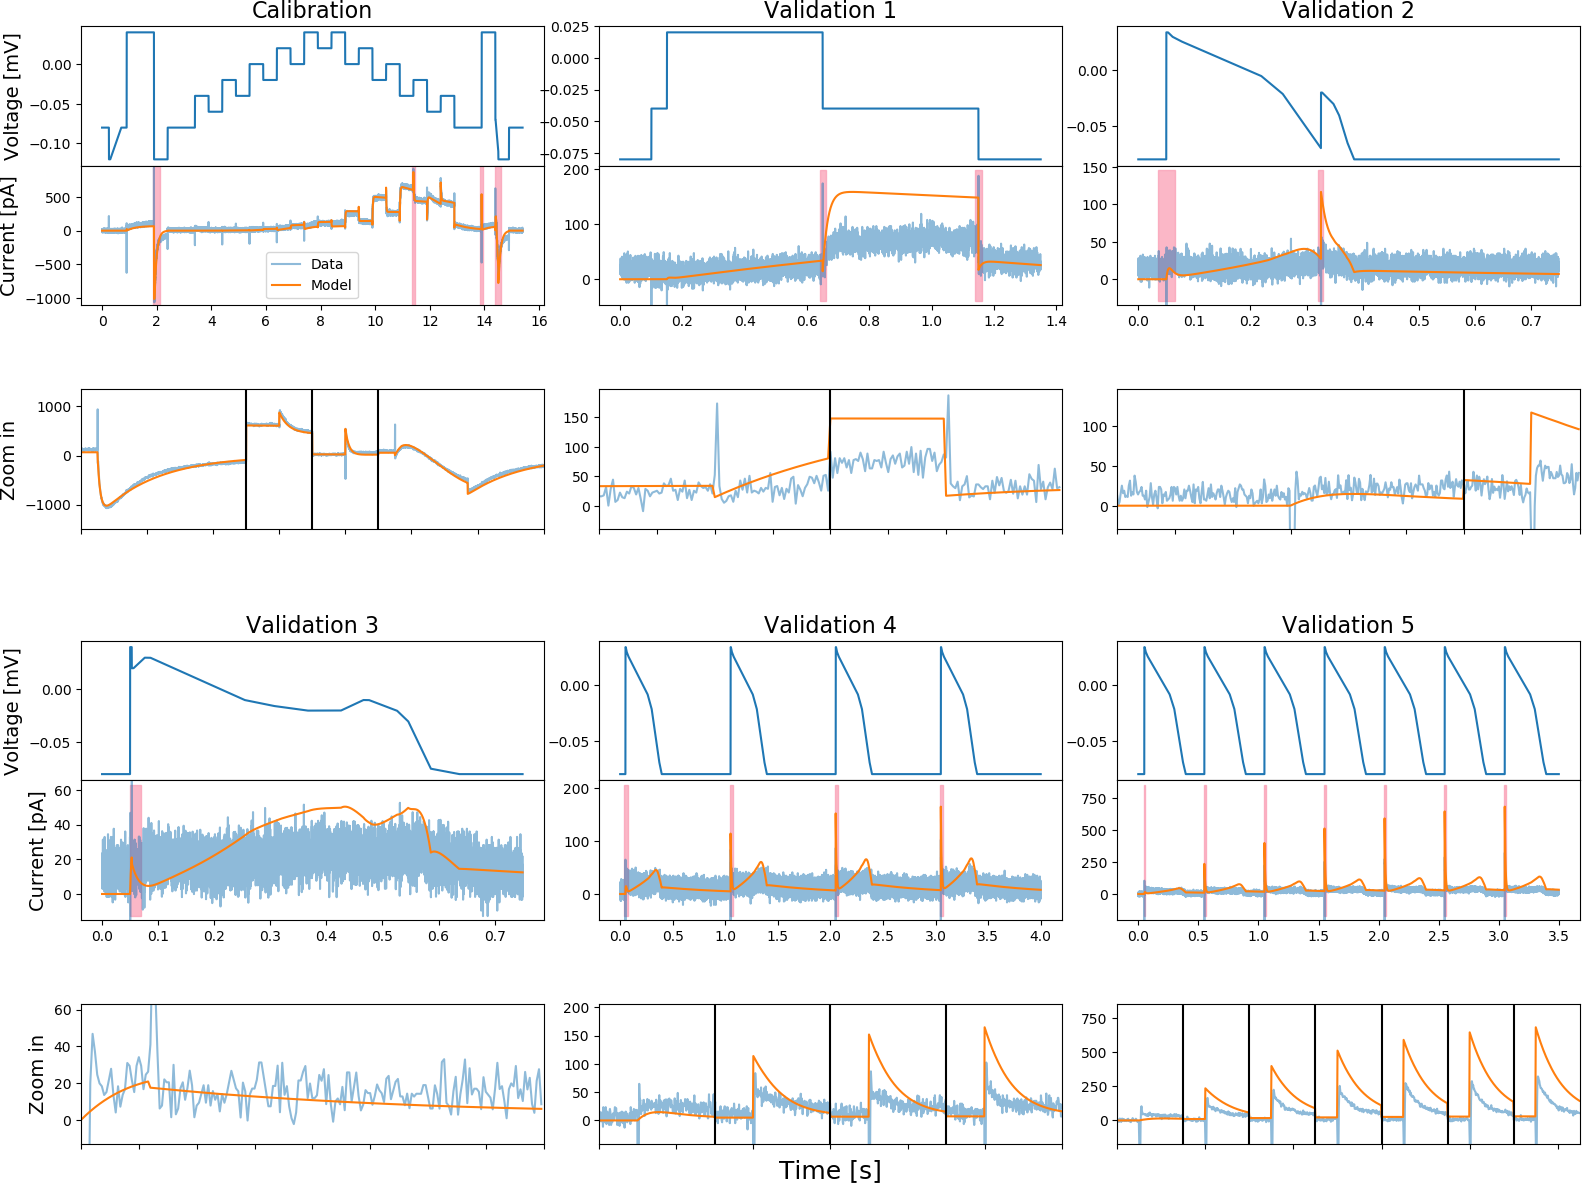 Calibration
Validation 1
Validation 2
Voltage [mV]
0.00
−0.05
−0.10
0.025
0.000
−0.025
−0.050
−0.075
0.00
−0.05
Current [pA]
500
0
−500
−1000
Data
Model
200
100
0
150
100
50
0
0 2 4 6 8 10 12 14 16
0.0 0.2 0.4 0.6 0.8 1.0 1.2 1.4
0.0 0.1 0.2 0.3 0.4 0.5 0.6 0.7
Zoom in
1000
0
−1000
150
100
50
0
100
50
0
Validation 3
Validation 4
Validation 5
Voltage [mV]
0.00
−0.05
0.00
−0.05
0.00
−0.05
Current [pA]
60
40
20
0
200
100
0
750
500
250
0
0.0 0.1 0.2 0.3 0.4 0.5 0.6 0.7
0.0 0.5 1.0 1.5 2.0 2.5 3.0 3.5 4.0
0.0 0.5 1.0 1.5 2.0 2.5 3.0 3.5
Zoom in
60
40
20
0
200
150
100
50
0
750
500
250
0
Time [s]